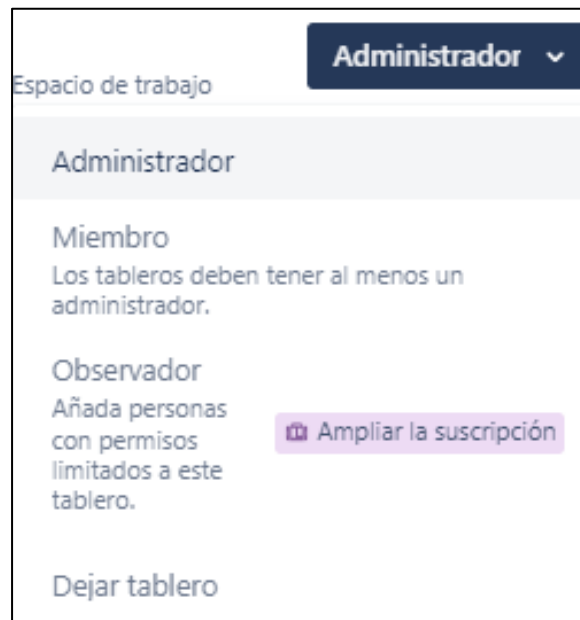 Administrador
Espacio de trabajo
Administrador
Miembro
Los tableros deben tener al menos un
administrador.
Observador
Añada personas
con permisos
limitados a este
tablero.
Ampliar la suscripción
Dejar tablero